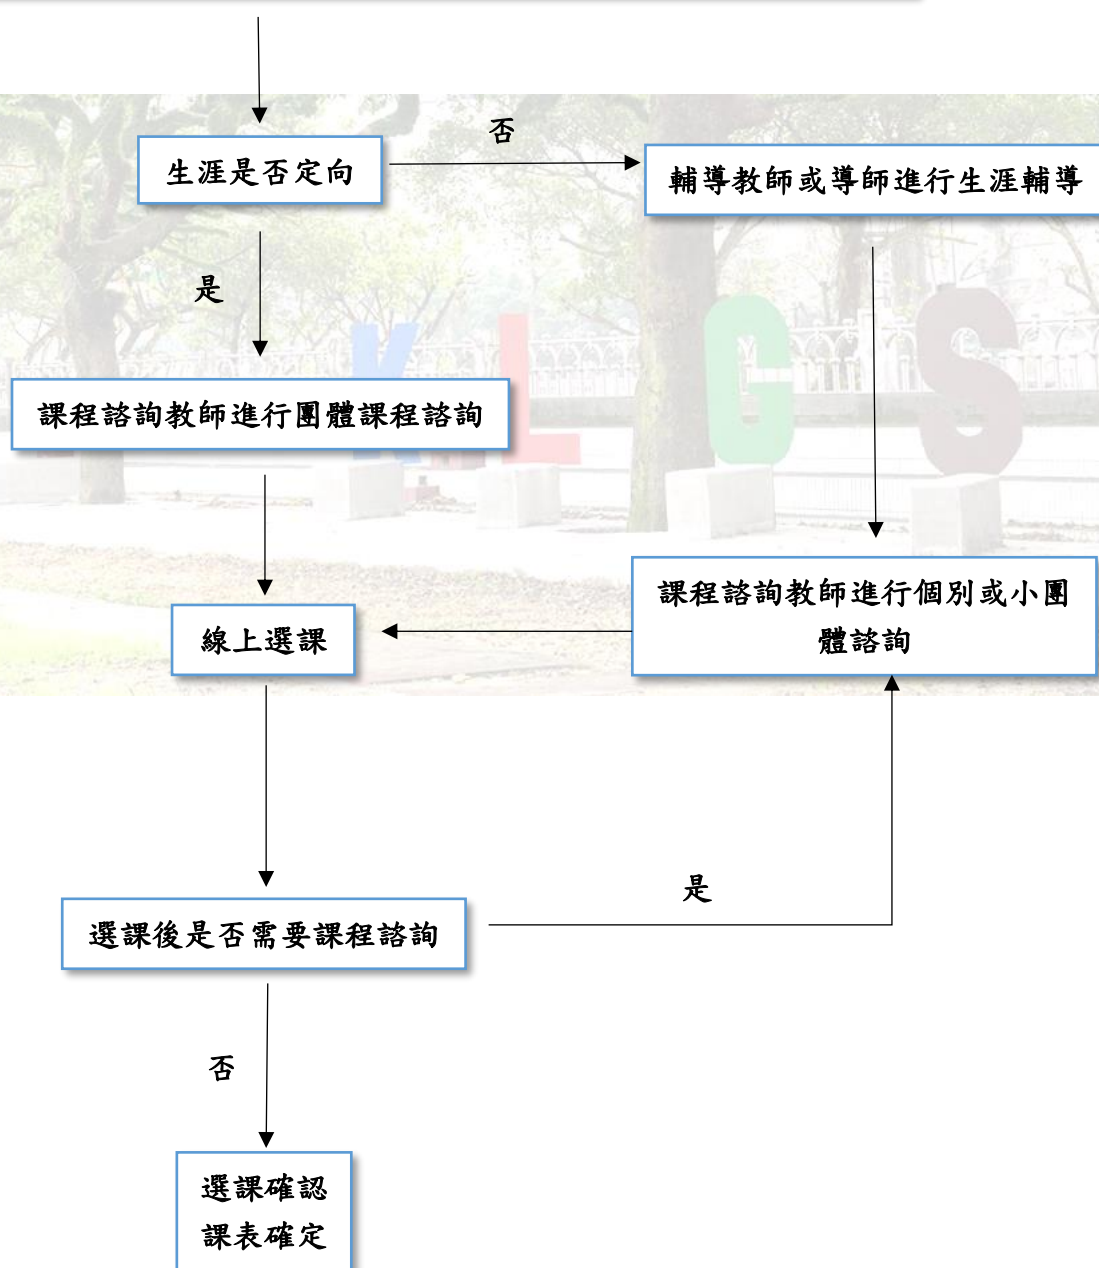 否
生涯是否定向
輔導教師或導師進行生涯輔導
是
課程諮詢教師進行團體課程諮詢
K L G S
課程諮詢教師進行個別或小團
體諮詢
線上選課
是
選課後是否需要課程諮詢
否
選課確認
課表確定